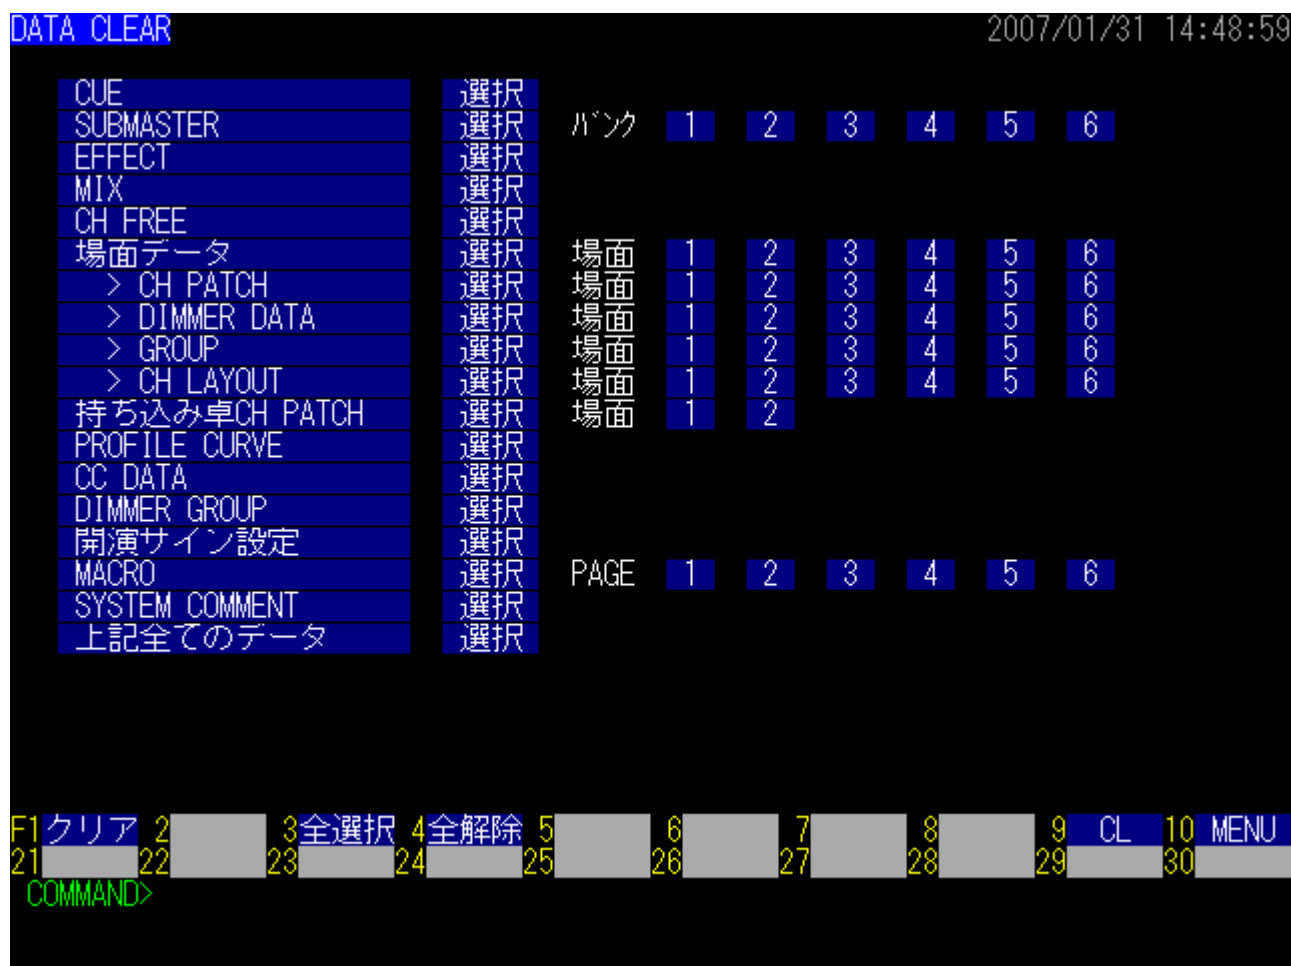 DATA CLEAR 2007/01/31 14:48:59
CUE 選択
SUBMASTER 選択 ﾊﾞﾝｸ 1 2 3 4 5 6
EFFECT 選択
MIX 選択
CH FREE 選択
場面データ 選択 場面 1 2 3 4 5 6
> CH PATCH 選択 場面 1 2 3 4 5 6
> DIMMER DATA 選択 場面 1 2 3 4 5 6
> GROUP 選択 場面 1 2 3 4 5 6
> CH LAYOUT 選択 場面 1 2 3 4 5 6
持ち込み卓CH PATCH 選択 場面 1 2
PROFILE CURVE 選択
CC DATA 選択
DIMMER GROUP 選択
開演サイン設定 選択
MACRO 選択 PAGE 1 2 3 4 5 6
SYSTEM COMMENT 選択
上記全てのデータ 選択
F1 クリア 2 3 全選択 4 全解除 5 6 7 8 9 CL 10 MENU
21 22 23 24 25 26 27 28 29 30
COMMAND>